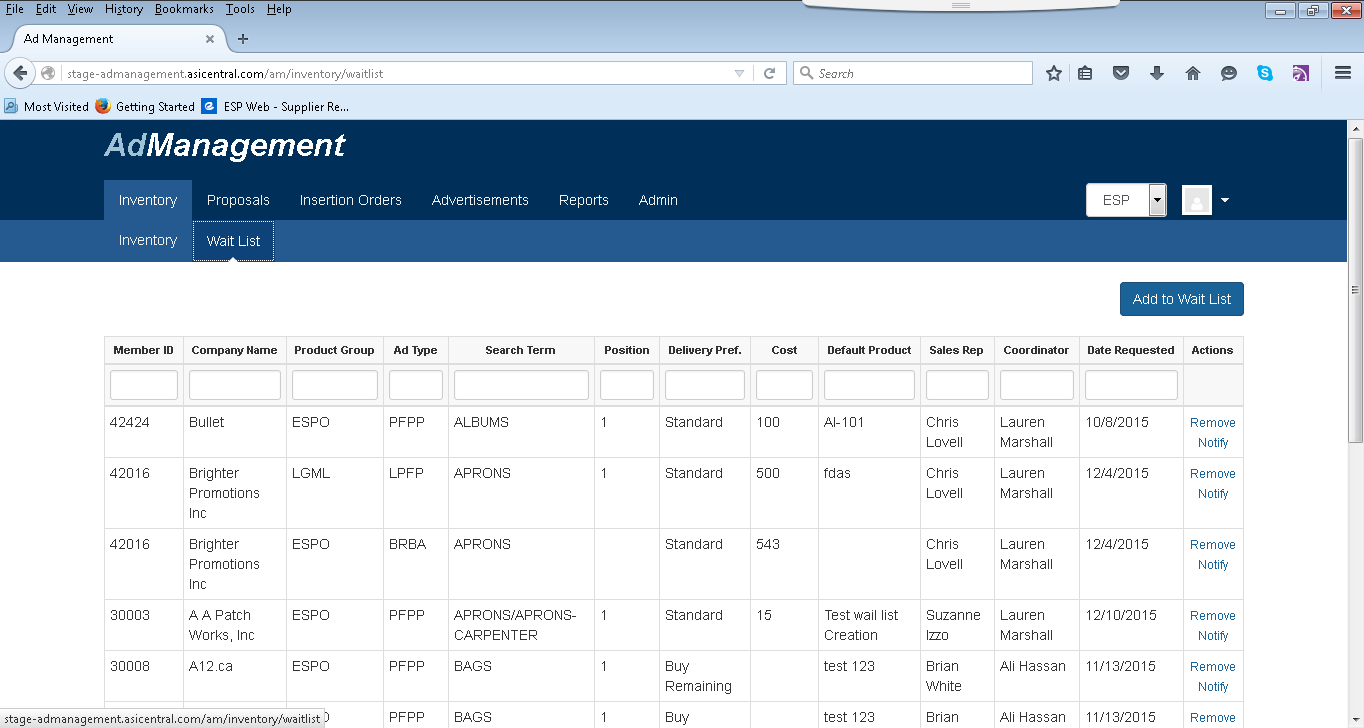 File Edit View History Bookmarks Tools Help
Ad Management
stage-admanagement.asicentral.com/am/inventory/waitlist Search
Most Visited Getting Started ESP Web - Supplier Re...
AdManagement
Inventory Proposals Insertion Orders Advertisements Reports Admin ESP
Inventory Wait List
Add to Wait List
Member ID Company Name Product Group Ad Type Search Term Position Delivery Pref. Cost Default Product Sales Rep Coordinator Date Requested Actions
42424 Bullet ESPO PFPP ALBUMS 1 Standard 100 AI-101 Chris Lauren 10/8/2015 Remove
Lovell Marshall Notify
42016 Brighter LGML LPFP APRONS 1 Standard 500 fdas Chris Lauren 12/4/2015 Remove
Promotions Lovell Marshall Notify
Inc
42016 Brighter ESPO BRBA APRONS Standard 543 Chris Lauren 12/4/2015 Remove
Promotions Lovell Marshall Notify
Inc
30003 A A Patch ESPO PFPP APRONS/APRONS- 1 Standard 15 Test wail list Suzanne Lauren 12/10/2015 Remove
Works, Inc CARPENTER Creation Izzo Marshall Notify
30008 A12.ca ESPO PFPP BAGS 1 Buy test 123 Brian Ali Hassan 11/13/2015 Remove
Remaining White Notify
PFPP BAGS 1 Buy test 123 Brian Ali Hassan 11/13/2015 Remove
stage-admanagement.asicentral.com/am/inventory/waitlist